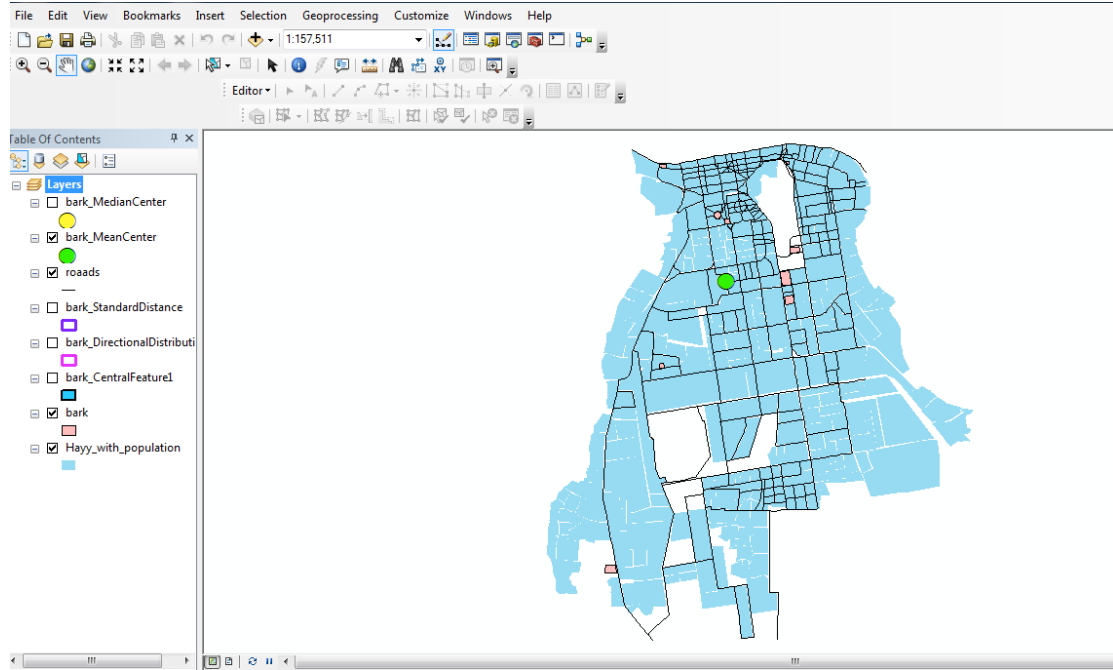 File Edit View Bookmarks Insert Selection Geoprocessing Customize Windows Help
1:157,511
Editor
Table Of Contents
Layers
bark_MedianCenter
bark_MeanCenter
roaads
bark_StandardDistance
bark_DirectionalDistributi
bark_CentralFeature1
bark
Hayy_with_population